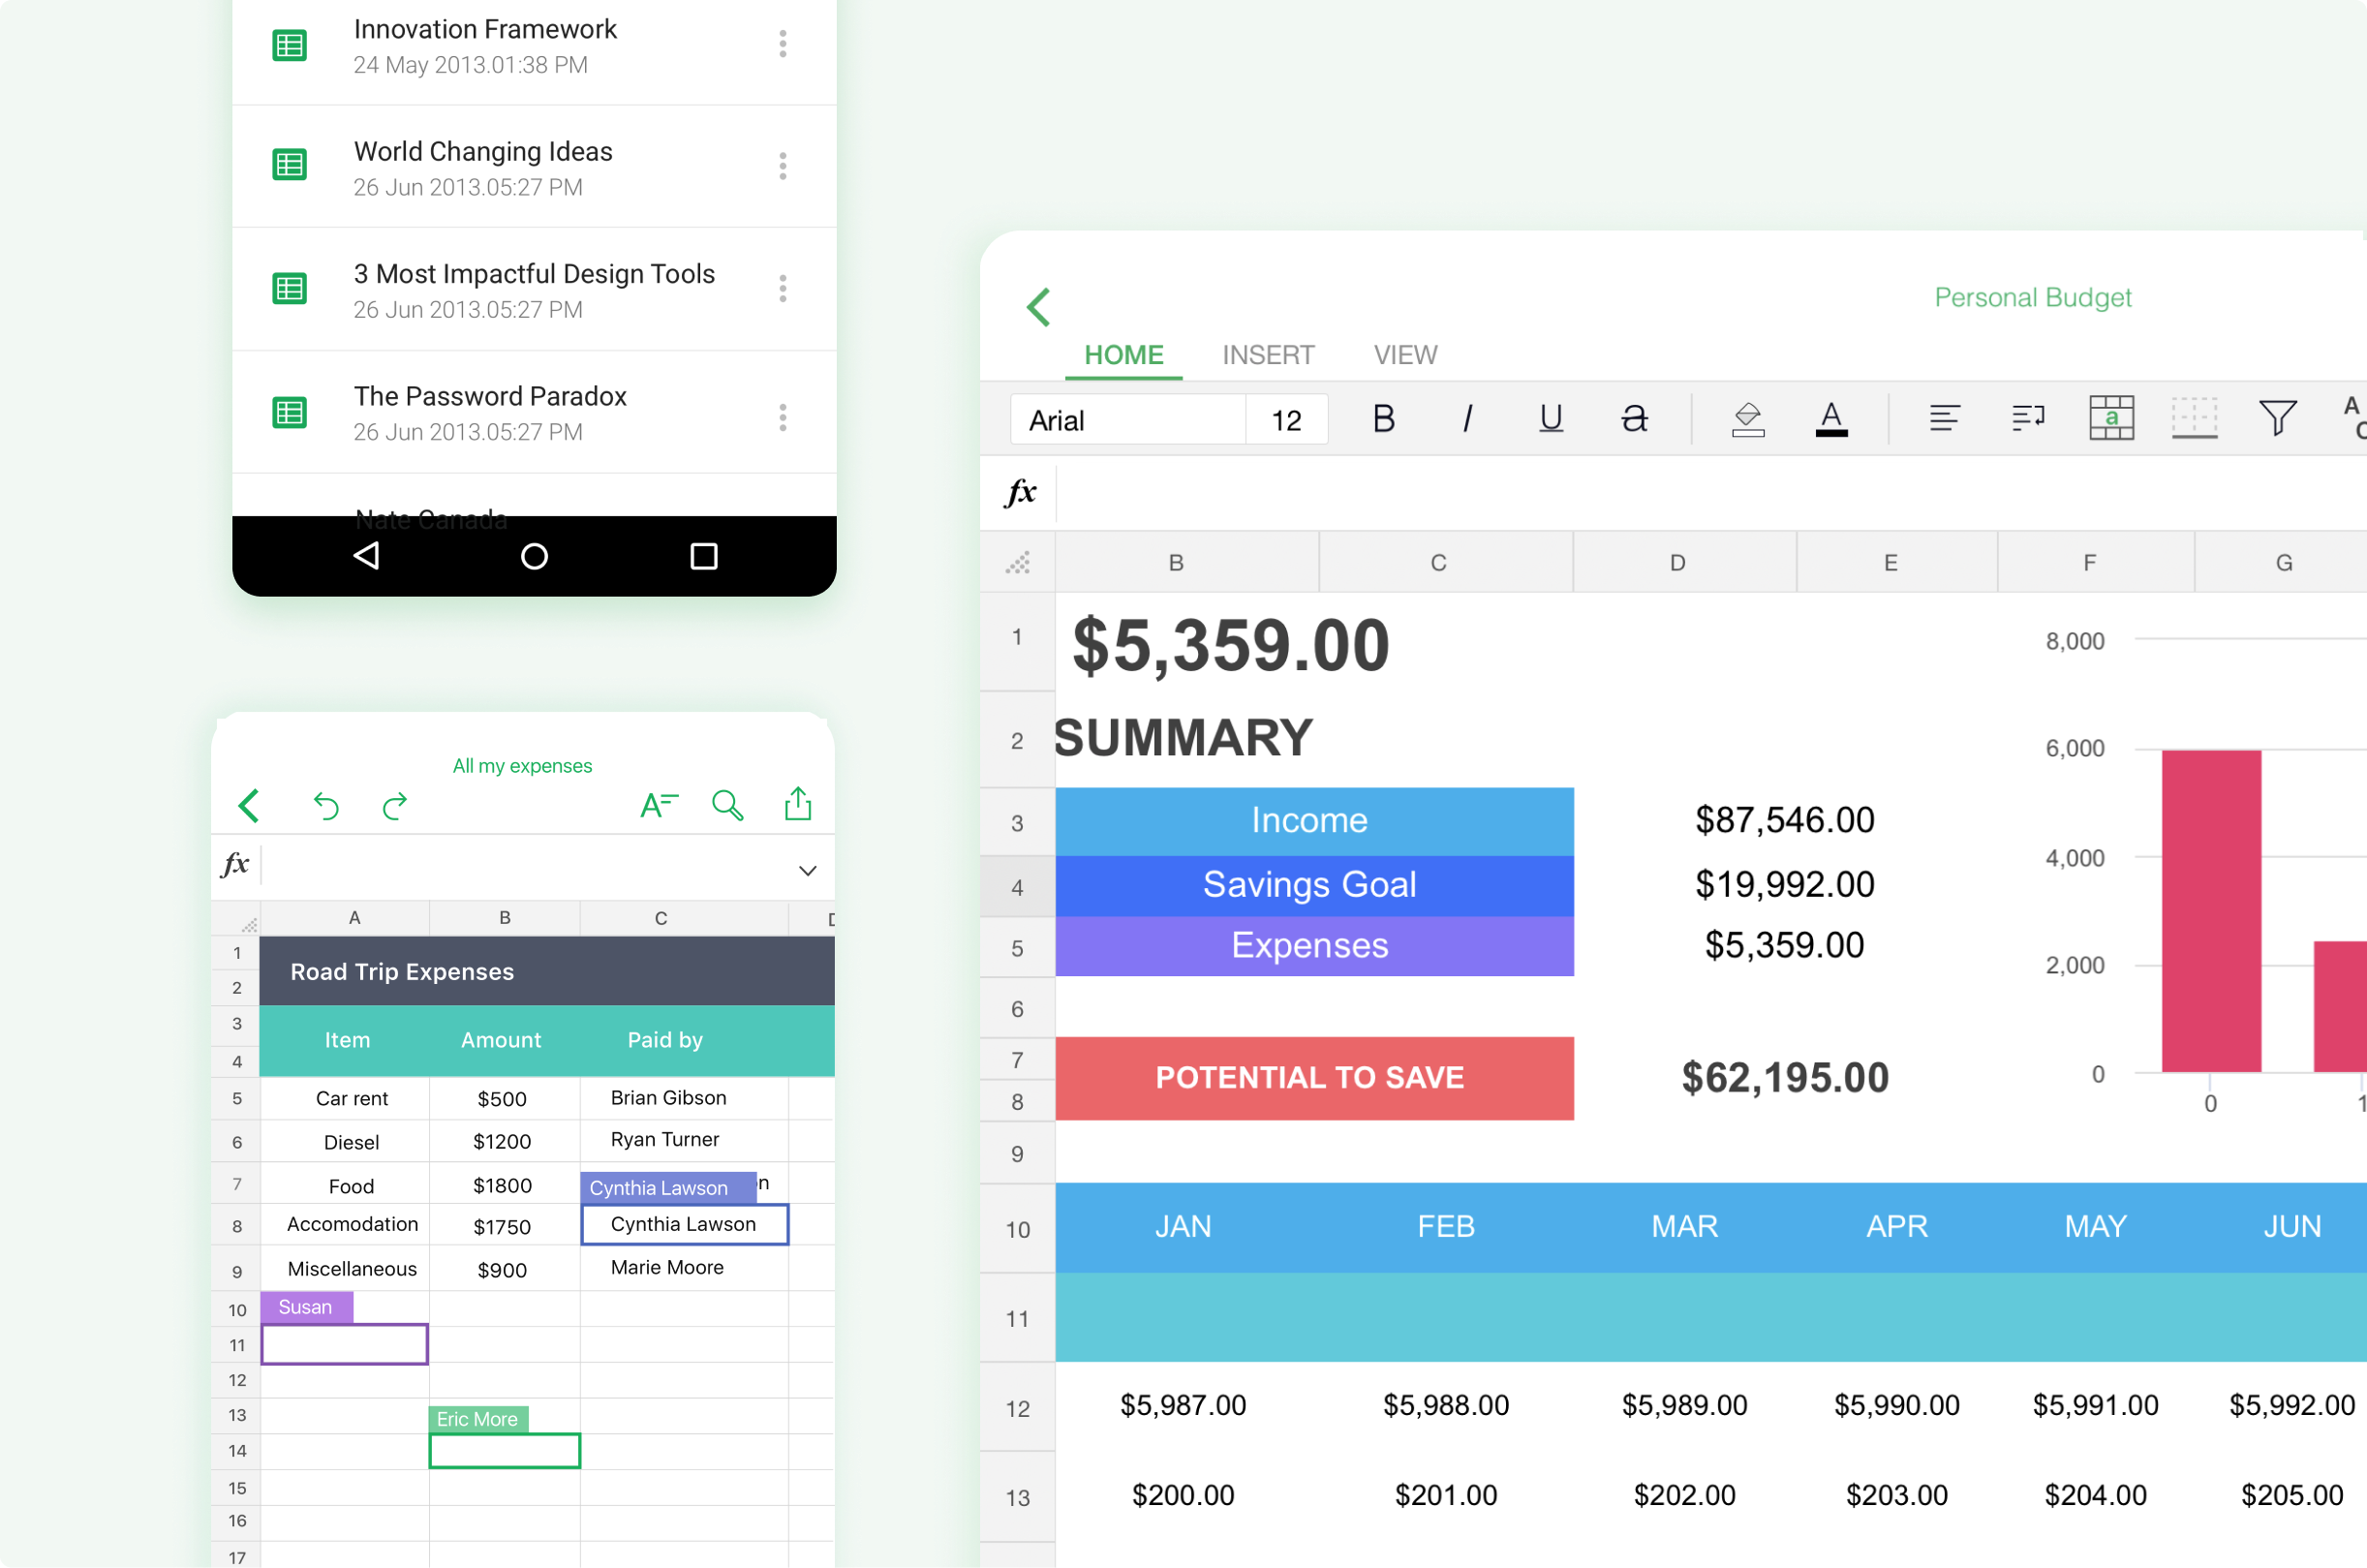 Innovation Framework
24 May 2013.01:38 PM
World Changing Ideas
26 Jun 2013.05:27 PM
3 Most Impactful Design Tools
26 Jun 2013.05:27 PM
The Password Paradox
26 Jun 2013.05:27 PM
Nate Canada
All my expenses
A
fx
A B C
1
Road Trip Expenses
2
3
Item Amount Paid by
4
5 Car rent $500 Brian Gibson
6 Diesel $1200 Ryan Turner
7 Food $1800 Cynthia Lawson n
8 Accomodation $1750 Cynthia Lawson
9 Miscellaneous $900 Marie Moore
10 Susan
11
12
13 Eric More
14
15
16
17
Personal Budget
HOME INSERT VIEW
Arial 12 B I U a A a A
fx
B C D E F G
1 $5,359.00
2 SUMMARY
3 Income $87,546.00
4 Savings Goal $19,992.00
5 Expenses $5,359.00
6
7
POTENTIAL TO SAVE $62,195.00
8
9
8,000
6,000
4,000
2,000
0
0 1
10 JAN FEB MAR APR MAY JUN
11
12 $5,987.00 $5,988.00 $5,989.00 $5,990.00 $5,991.00 $5,992.00
13 $200.00 $201.00 $202.00 $203.00 $204.00 $205.00